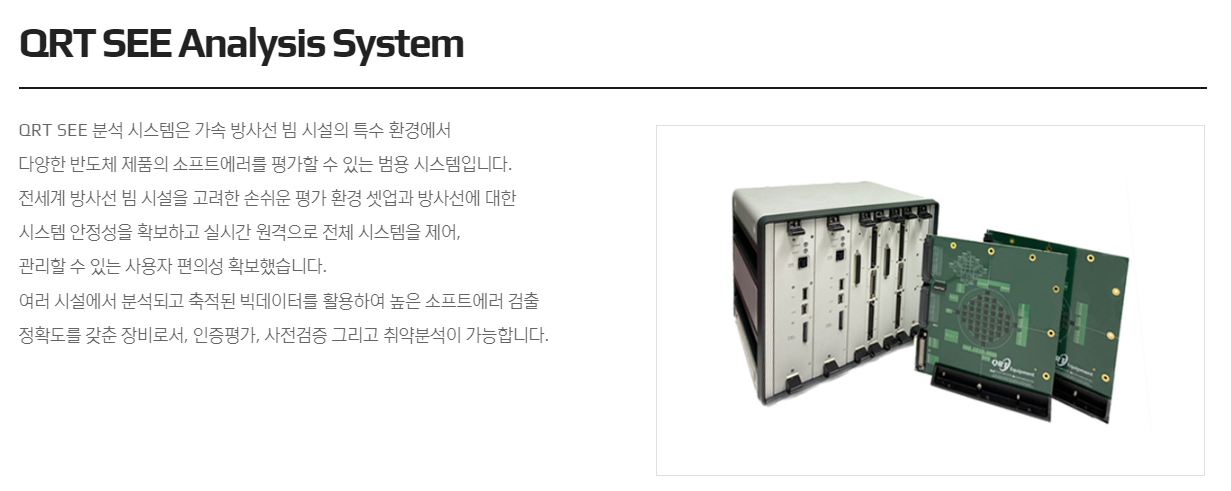 QRT SEE Analysis System
QRT SEE 분석 시스템은 가속 방사선 빔 시설의 특수 환경에서
다양한 반도체 제품의 소프트에러를 평가할 수 있는 범용 시스템입니다.
전세계 방사선 빔 시설을 고려한 손쉬운 평가 환경 셋업과 방사선에 대한
시스템 안정성을 확보하고 실시간 원격으로 전체 시스템을 제어,
관리할 수 있는 사용자 편의성 확보했습니다.
여러 시설에서 분석되고 축적된 빅데이터를 활용하여 높은 소프트에러 검출
정확도를 갖춘 장비로서, 인증평가, 사전검증 그리고 취약분석이 가능합니다.
QRT Equipment
Equipment